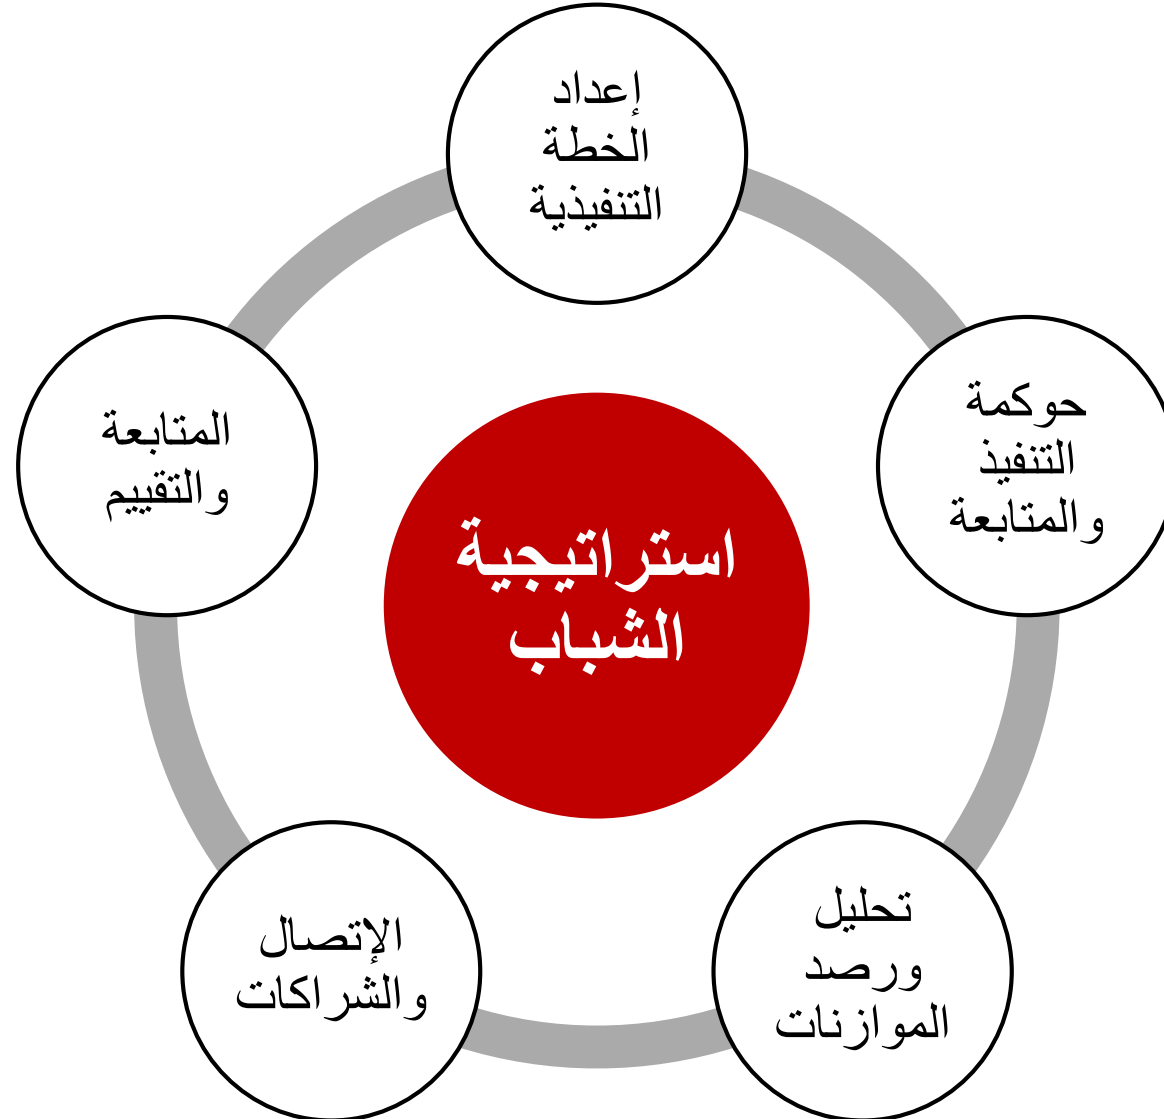 إعداد
الخطة
التنفيذية
حوكمة
التنفيذ
والمتابعة
تحليل
ورصد
الموازنات
الإتصال
والشراكات
المتابعة
والتقييم
استراتيجية
الشباب